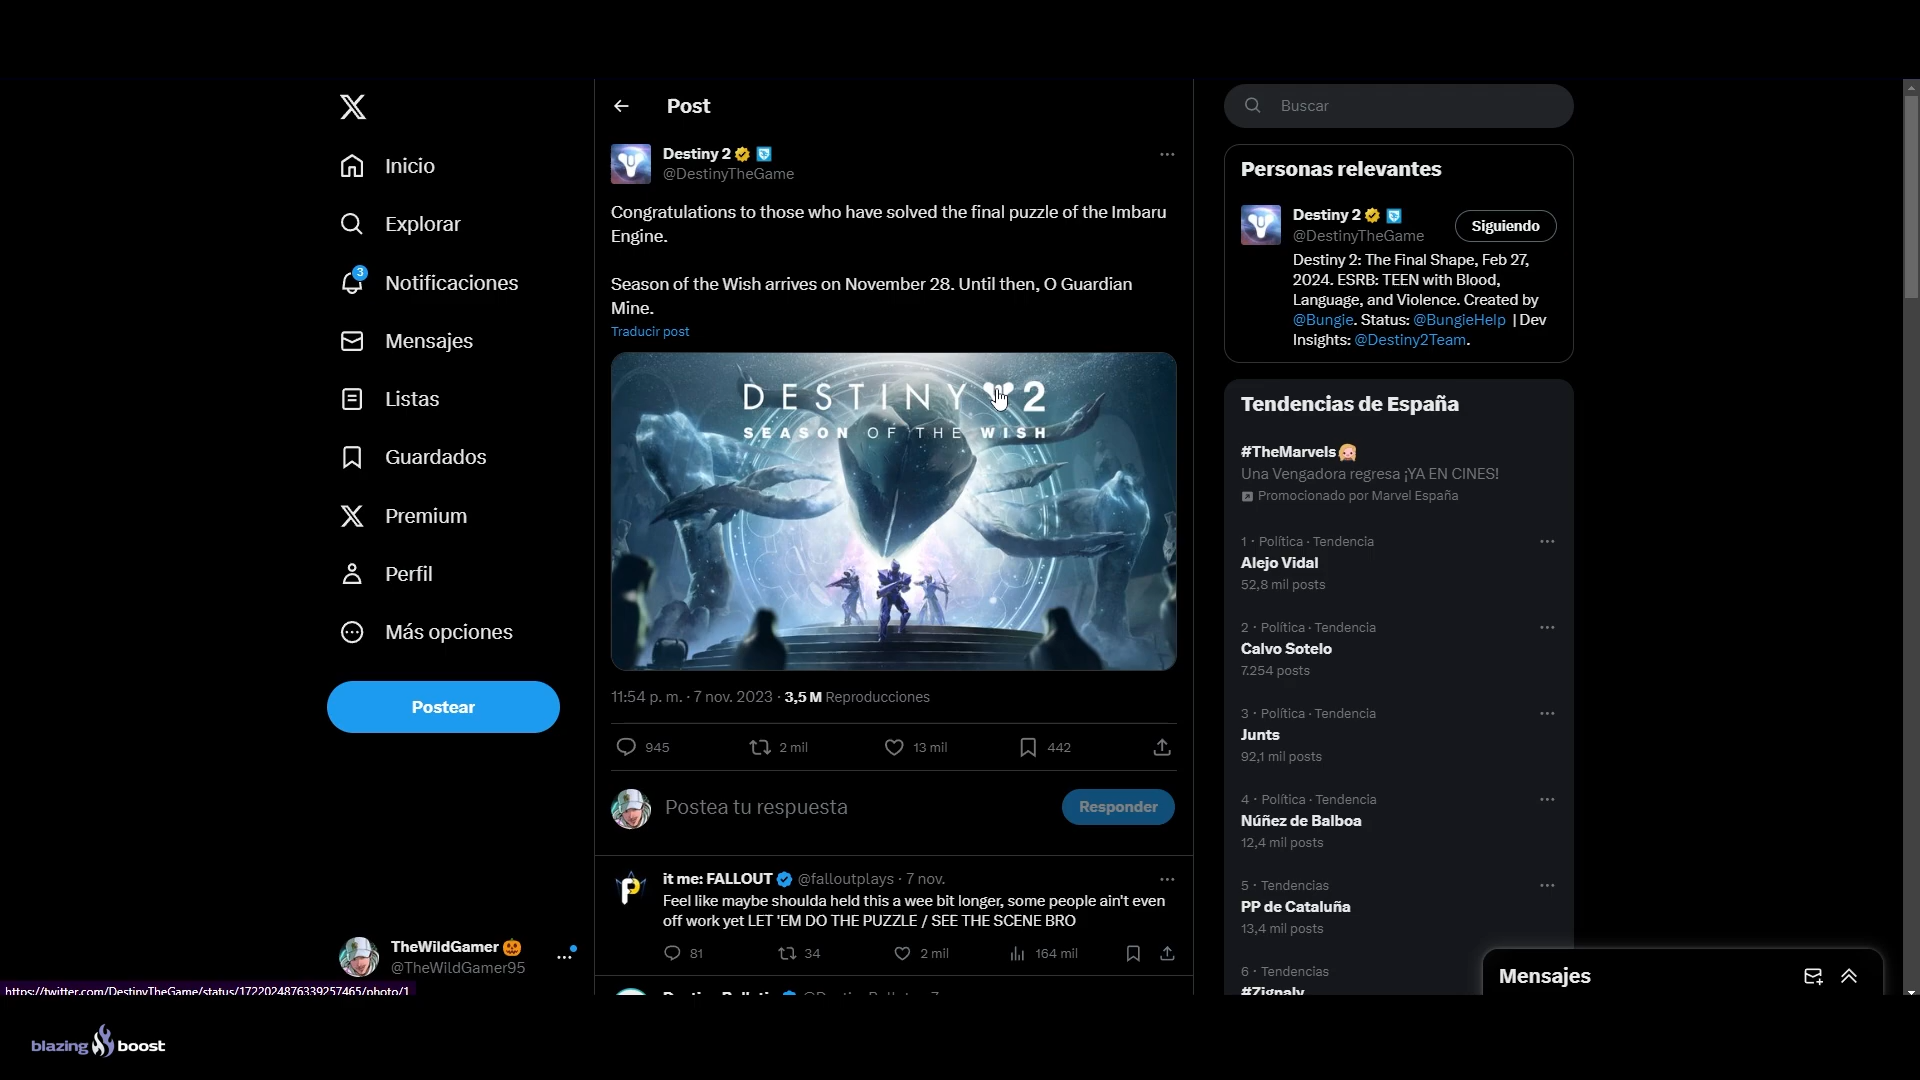 Inicio
Explorar
3
Notificaciones
Mensajes
Listas
Guardados
Premium
Perfil
Más opciones
Postear
TheWildGamer
@TheWildGamer95
https://twitter.com/DestinyTheGame/status/1722024876339257465/photo/1
blazing boost
Post
Destiny 2
@DestinyTheGame
Congratulations to those who have solved the final puzzle of the Imbaru
Engine.
Season of the Wish arrives on November 28. Until then, O Guardian
Mine.
Traducir post
DESTINY 2
SEASON OF THE WISH
11:54 p. m. · 7 nov. 2023 · 3,5 M Reproducciones
945 2 mil 13 mil 442
Postea tu respuesta
Responder
it me: FALLOUT @falloutplays · 7 nov.
Feel like maybe shoulda held this a wee bit longer, some people ain't even
off work yet LET 'EM DO THE PUZZLE / SEE THE SCENE BRO
81 34 2 mil 164 mil
Buscar
Personas relevantes
Destiny 2
@DestinyTheGame
Siguiendo
Destiny 2: The Final Shape, Feb 27,
2024. ESRB: TEEN with Blood,
Language, and Violence. Created by
@Bungie. Status: @BungieHelp | Dev
Insights: @Destiny2Team.
Tendencias de España
#TheMarvels
Una Vengadora regresa ¡YA EN CINES!
Promocionado por Marvel España
1 · Política · Tendencia
Alejo Vidal
52,8 mil posts
2 · Política · Tendencia
Calvo Sotelo
7.254 posts
3 · Política · Tendencia
Junts
92,1 mil posts
4 · Política · Tendencia
Núñez de Balboa
12,4 mil posts
5 · Tendencias
PP de Cataluña
13,4 mil posts
6 · Tendencias
#Zignaly
Mensajes